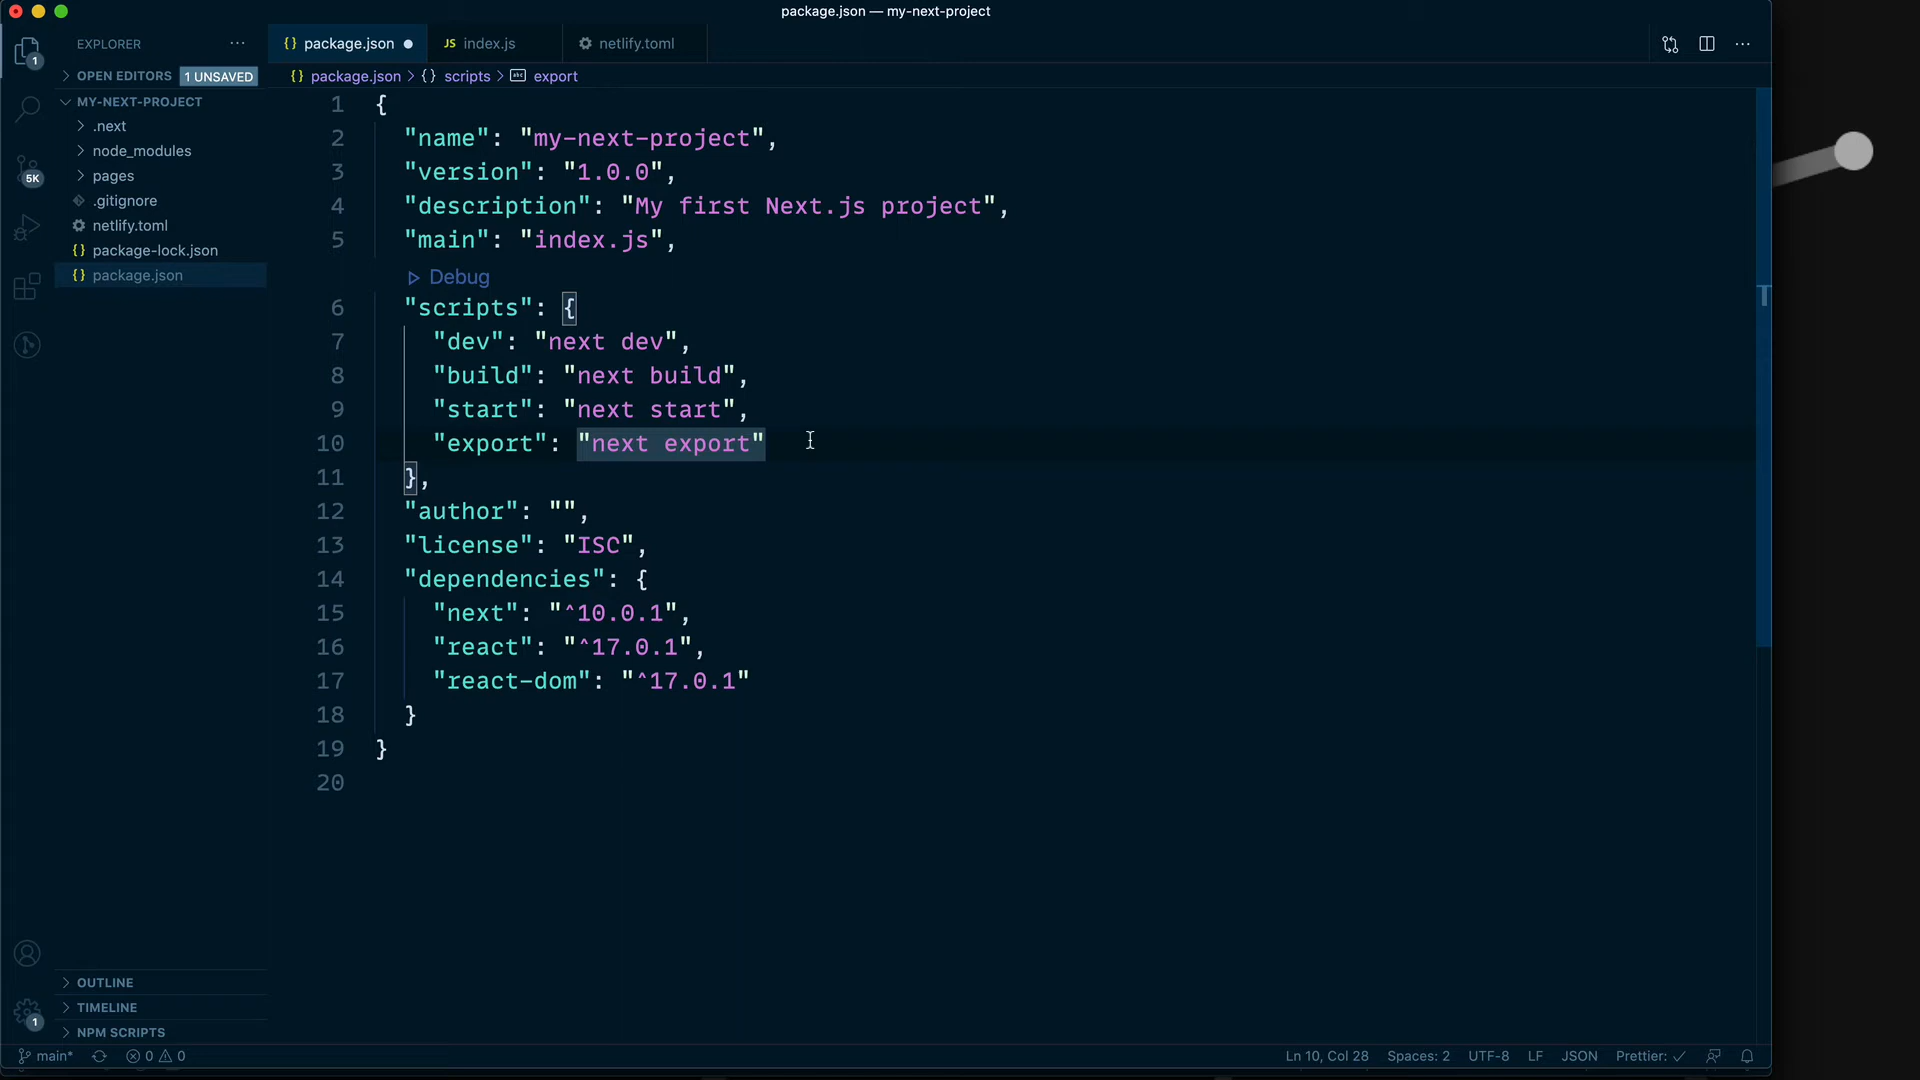 package.json — my-next-project
EXPLORER
OPEN EDITORS 1 UNSAVED
MY-NEXT-PROJECT
.next
node_modules
pages
.gitignore
netlify.toml
{} package-lock.json
{} package.json
OUTLINE
TIMELINE
NPM SCRIPTS
1
5K
1
{} package.json
JS index.js
netlify.toml
{} package.json > {} scripts > abc export
1 {
2 "name": "my-next-project",
3 "version": "1.0.0",
4 "description": "My first Next.js project",
5 "main": "index.js",
Debug
6 "scripts": {
7 "dev": "next dev",
8 "build": "next build",
9 "start": "next start",
10 "export": "next export"
11 },
12 "author": "",
13 "license": "ISC",
14 "dependencies": {
15 "next": "^10.0.1",
16 "react": "^17.0.1",
17 "react-dom": "^17.0.1"
18 }
19 }
20
main* 0 0 Ln 10, Col 28 Spaces: 2 UTF-8 LF JSON Prettier: ✓